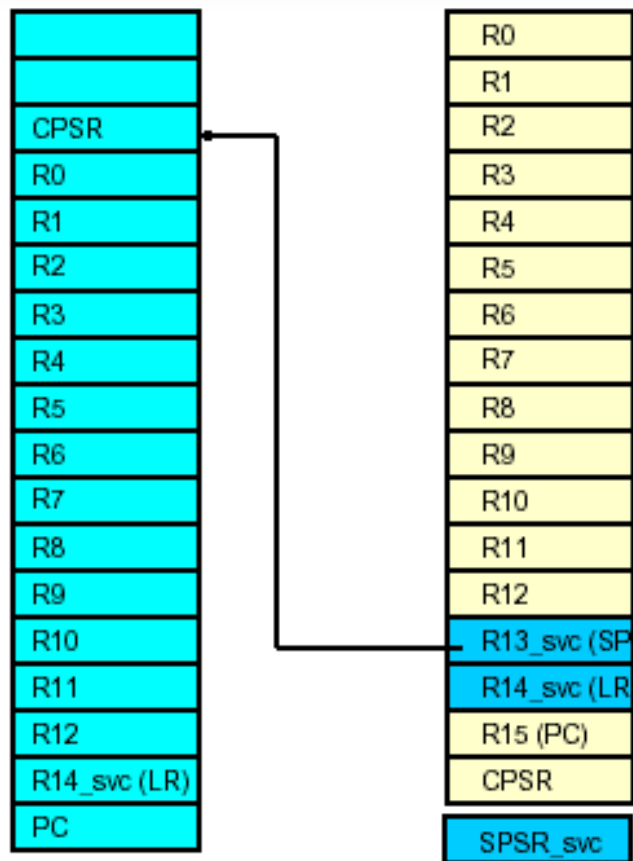 CPSR
R0
R1
R2
R3
R4
R5
R6
R7
R8
R9
R10
R11
R12
R14_svc (LR)
PC
R0
R1
R2
R3
R4
R5
R6
R7
R8
R9
R10
R11
R12
R13_svc (SP
R14_svc (LR
R15 (PC)
CPSR
SPSR_svc